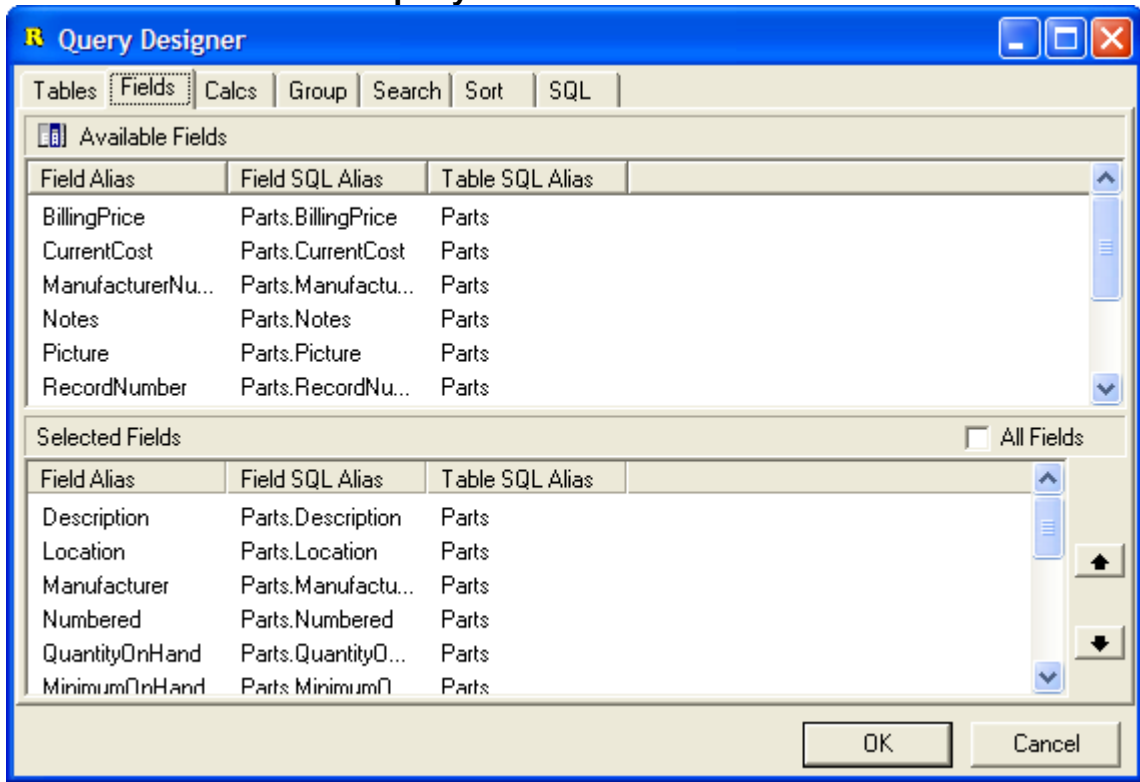 R Query Designer
Tables Fields Calcs Group Search Sort SQL
Available Fields
Field Alias Field SQL Alias Table SQL Alias
BillingPrice Parts.BillingPrice Parts
CurrentCost Parts.CurrentCost Parts
ManufacturerNu... Parts.Manufactu... Parts
Notes Parts.Notes Parts
Picture Parts.Picture Parts
RecordNumber Parts.RecordNu... Parts
Selected Fields All Fields
Field Alias Field SQL Alias Table SQL Alias
Description Parts.Description Parts
Location Parts.Location Parts
Manufacturer Parts.Manufactu... Parts
Numbered Parts.Numbered Parts
QuantityOnHand Parts.QuantityO... Parts
MinimumOnHand Parts.MinimumO... Parts
OK Cancel